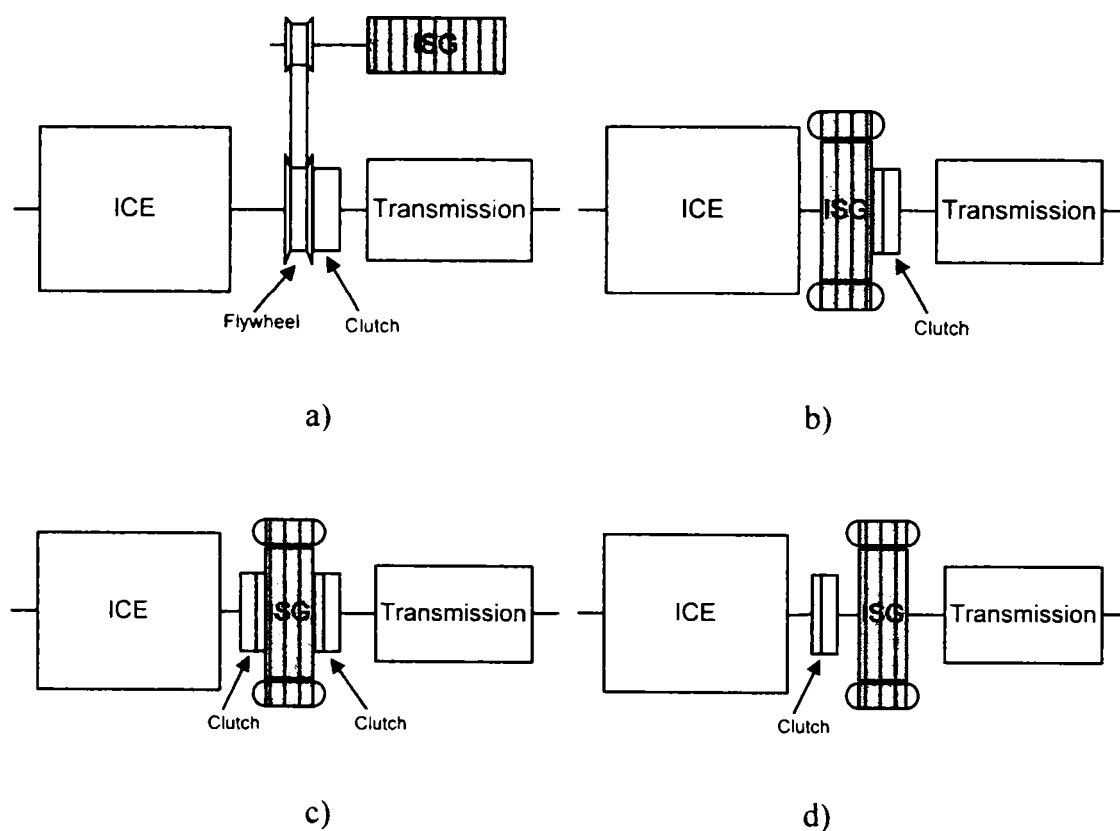 ISG
ICE
Transmission
Flywheel
Clutch
a)
ICE
ISG
Transmission
Clutch
b)
ICE
ISG
Transmission
Clutch
Clutch
c)
ICE
ISG
Transmission
Clutch
d)